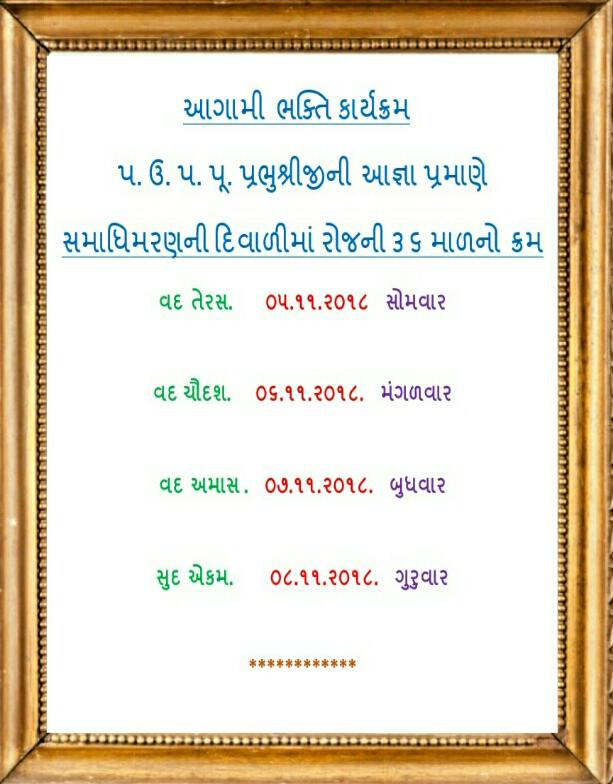 આગામી ભક્તિ કાર્યક્રમ
પ. ઉ. પ. પૂ. પ્રભુશ્રીજીની આજ્ઞા પ્રમાણે
સમાધિમરણની દિવાળીમાં રોજની ૩૬ માળનો ક્રમ
વદ તેરસ. ૦૫.૧૧.૨૦૧૮ સોમવાર
વદ ચૌદશ. ૦૬.૧૧.૨૦૧૮. મંગળવાર
વદ અમાસ. ૦૭.૧૧.૨૦૧૮. બુધવાર
સુદ એકમ. ૦૮.૧૧.૨૦૧૮. ગુરુવાર
************